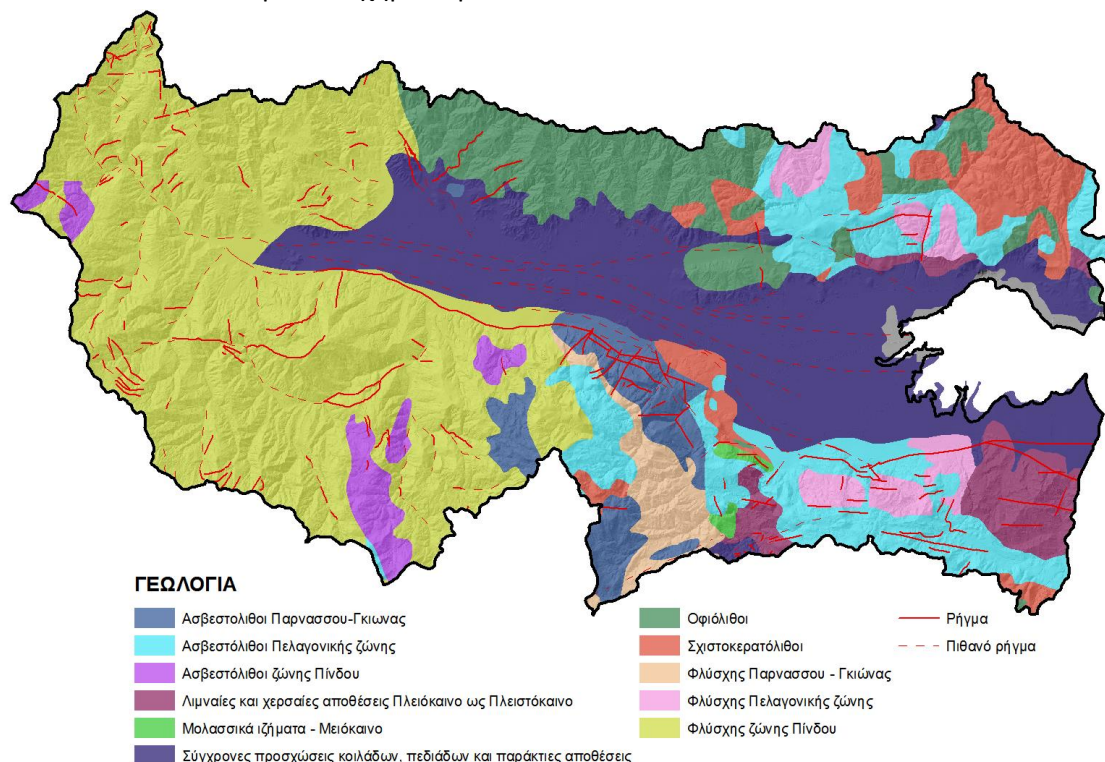 ΓΕΩΛΟΓΙΑ
Ασβεστολιθοι Παρνασσου-Γκιωνας
Ασβεστόλιθοι Πελαγονικής ζώνης
Ασβεστόλιθοι ζώνης Πίνδου
Λιμναίες και χερσαίες αποθέσεις Πλειόκαινο ως Πλειστόκαινο
Μολασσικά ιζήματα - Μειόκαινο
Σύγχρονες προσχώσεις κοιλάδων, πεδιάδων και παράκτιες αποθέσεις
Οφιόλιθοι
Σχιστοκερατόλιθοι
Φλύσχης Παρνασσου - Γκιώνας
Φλύσχης Πελαγονικής ζώνης
Φλύσχης ζώνης Πίνδου
Ρήγμα
Πιθανό ρήγμα